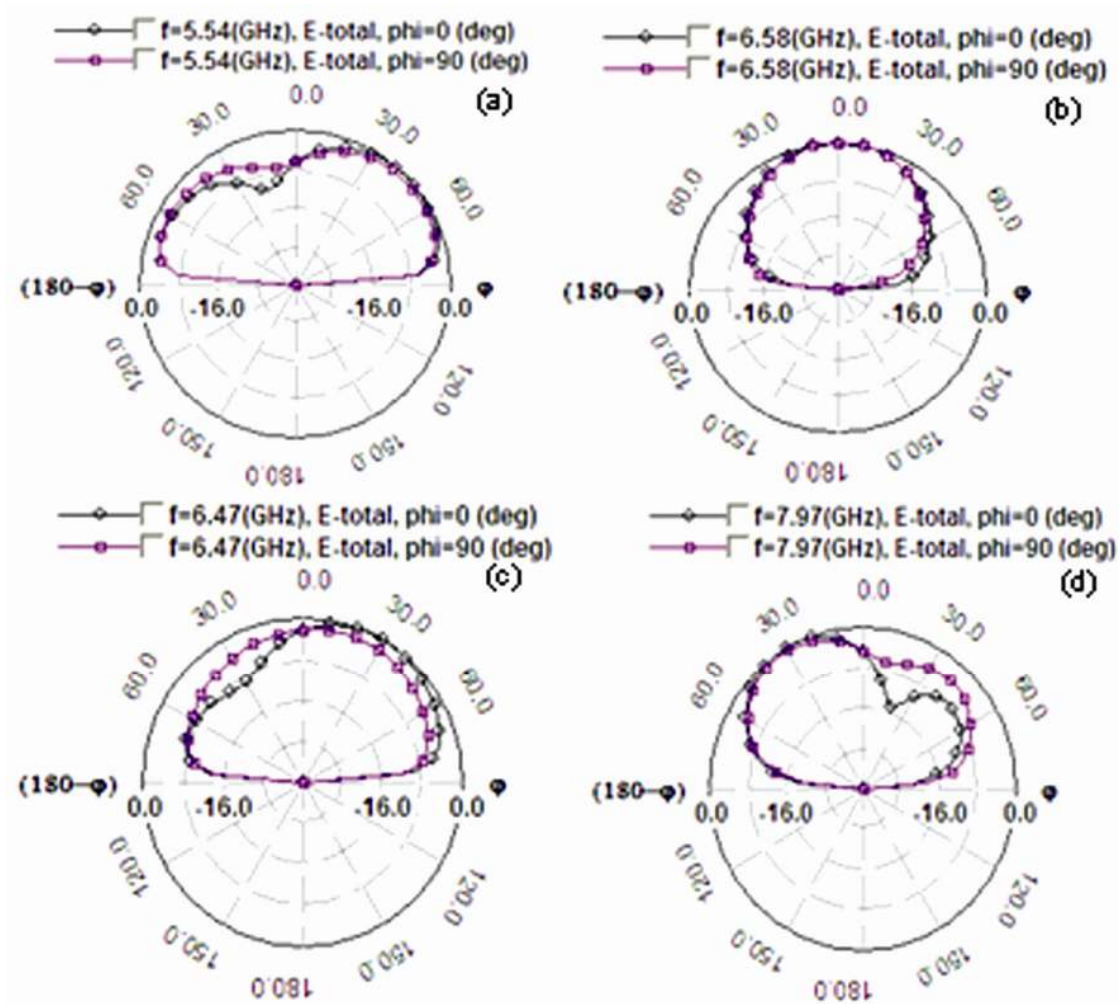 f=5.54(GHz), E-total, phi=0 (deg)
f=5.54(GHz), E-total, phi=90 (deg)
(a)
0.0
30.0
30.0
60.0
60.0
(180-φ)
φ
0.0
-16.0
-16.0
0.0
120.0
120.0
150.0
150.0
180.0
f=6.58(GHz), E-total, phi=0 (deg)
f=6.58(GHz), E-total, phi=90 (deg)
(b)
0.0
30.0
30.0
60.0
60.0
(180-φ)
φ
0.0
-16.0
-16.0
0.0
120.0
120.0
150.0
150.0
180.0
f=6.47(GHz), E-total, phi=0 (deg)
f=6.47(GHz), E-total, phi=90 (deg)
(c)
0.0
30.0
30.0
60.0
60.0
(180-φ)
φ
0.0
-16.0
-16.0
0.0
120.0
120.0
150.0
150.0
180.0
f=7.97(GHz), E-total, phi=0 (deg)
f=7.97(GHz), E-total, phi=90 (deg)
(d)
0.0
30.0
30.0
60.0
60.0
(180-φ)
φ
0.0
-16.0
-16.0
0.0
120.0
120.0
150.0
150.0
180.0